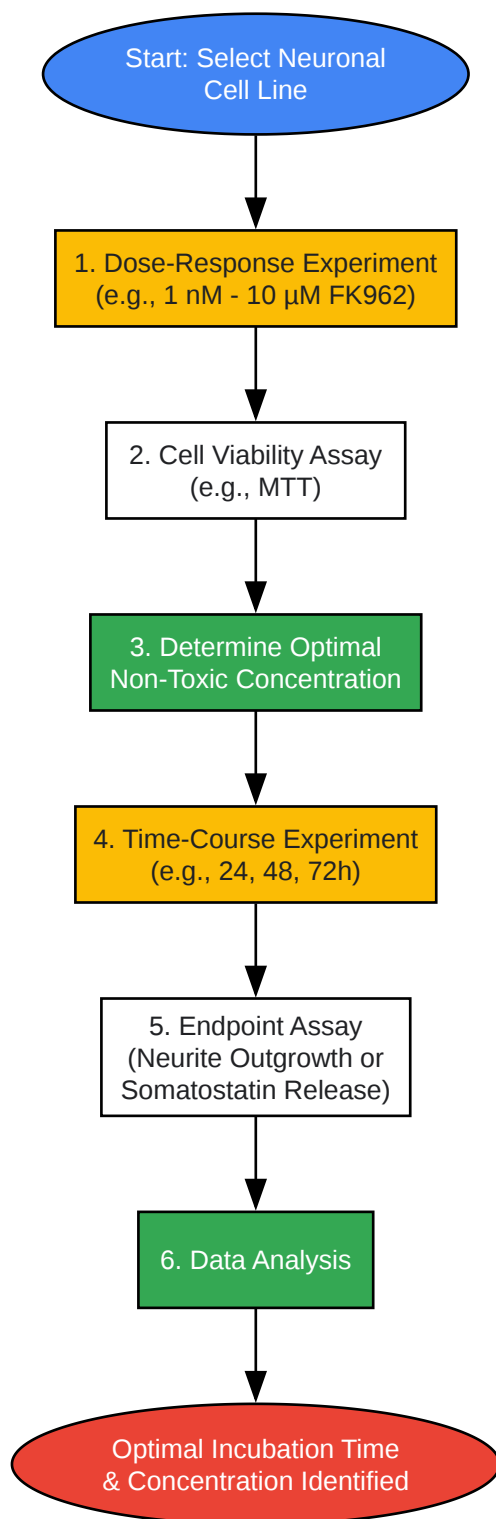 Start: Select Neuronal
Cell Line
1. Dose-Response Experiment
(e.g., 1 nM - 10 µM FK962)
2. Cell Viability Assay
(e.g., MTT)
3. Determine Optimal
Non-Toxic Concentration
4. Time-Course Experiment
(e.g., 24, 48, 72h)
5. Endpoint Assay
(Neurite Outgrowth or
Somatostatin Release)
6. Data Analysis
Optimal Incubation Time
& Concentration Identified